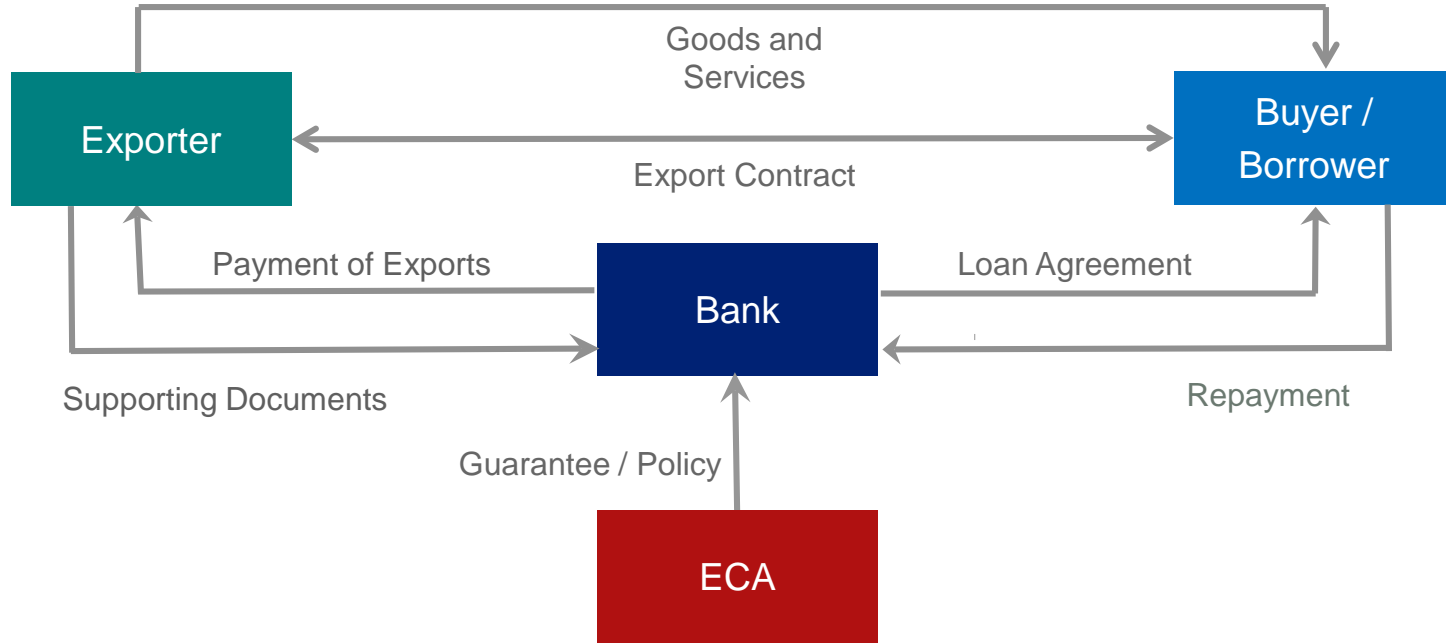 Goods and
Services
Exporter
Buyer /
Borrower
Export Contract
Payment of Exports
Loan Agreement
Bank
Supporting Documents
Repayment
Guarantee / Policy
ECA